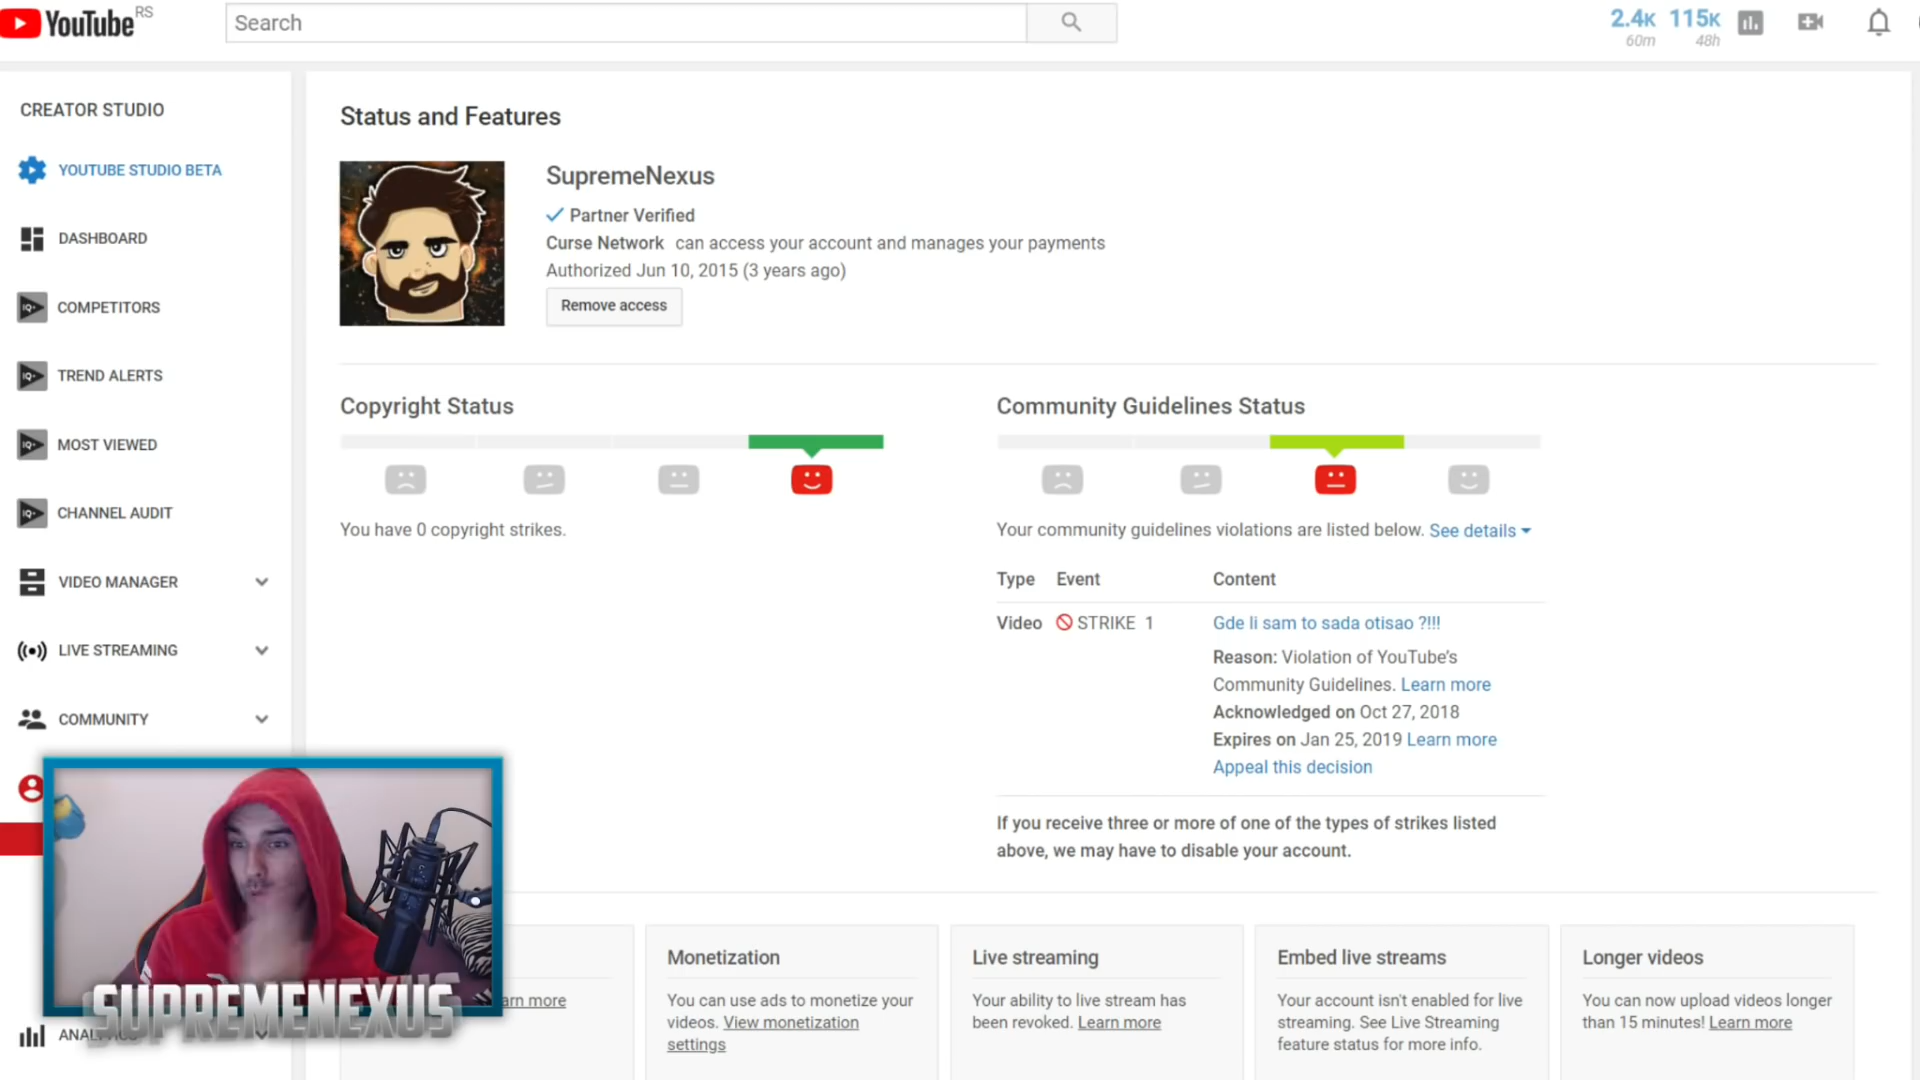 YouTube RS
Search
2.4K 115K
60m 48h
CREATOR STUDIO
YOUTUBE STUDIO BETA
DASHBOARD
COMPETITORS
TREND ALERTS
MOST VIEWED
CHANNEL AUDIT
VIDEO MANAGER
LIVE STREAMING
COMMUNITY
Status and Features
SupremeNexus
Partner Verified
Curse Network can access your account and manages your payments
Authorized Jun 10, 2015 (3 years ago)
Remove access
Copyright Status
You have 0 copyright strikes.
Community Guidelines Status
Your community guidelines violations are listed below. See details
Type Event Content
Video STRIKE 1 Gde li sam to sada otisao ?!!!
Reason: Violation of YouTube's
Community Guidelines. Learn more
Acknowledged on Oct 27, 2018
Expires on Jan 25, 2019 Learn more
Appeal this decision
If you receive three or more of one of the types of strikes listed
above, we may have to disable your account.
more
Monetization
You can use ads to monetize your
videos. View monetization
settings
Live streaming
Your ability to live stream has
been revoked. Learn more
Embed live streams
Your account isn't enabled for live
streaming. See Live Streaming
feature status for more info.
Longer videos
You can now upload videos longer
than 15 minutes! Learn more
SUPREMENEXUS